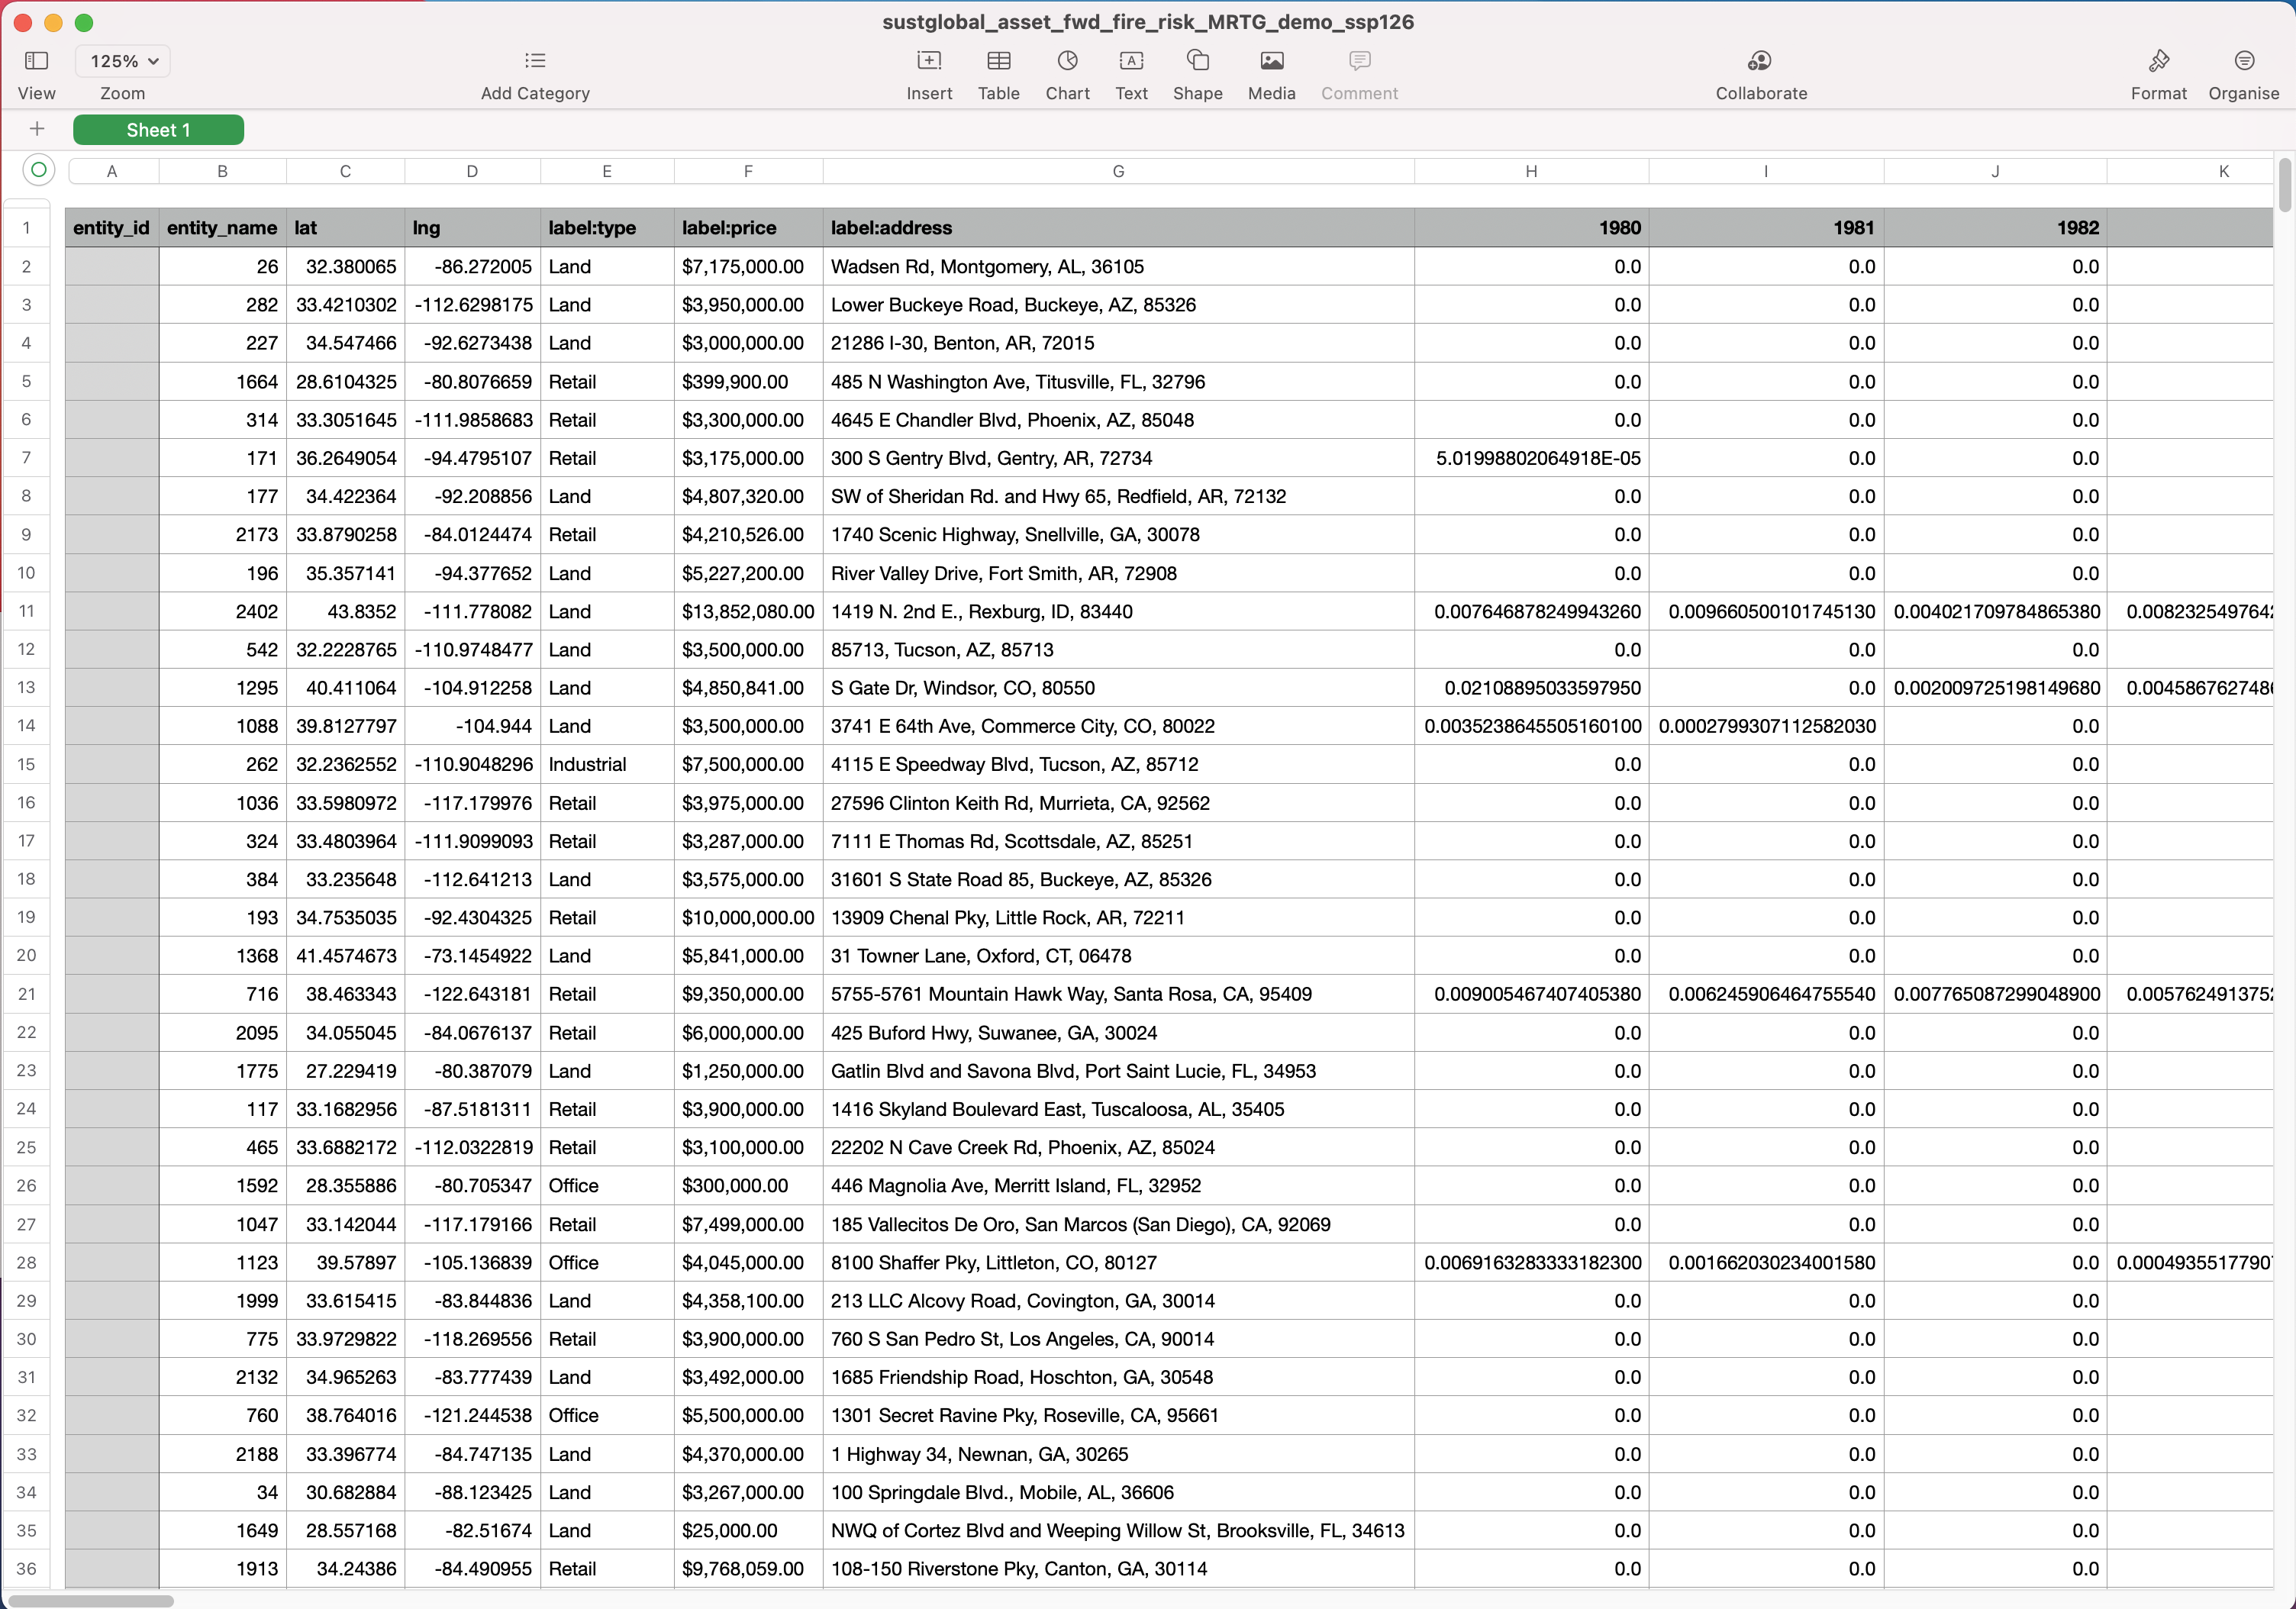 sustglobal_asset_fwd_fire_risk_MRTG_demo_ssp126
125%
View Zoom Add Category Insert Table Chart Text Shape Media Comment Collaborate Format Organise
Sheet 1
A B C D E F G H I J K
1 entity_id entity_name lat lng label:type label:price label:address 1980 1981 1982
2 26 32.380065 -86.272005 Land $7,175,000.00 Wadsen Rd, Montgomery, AL, 36105 0.0 0.0 0.0
3 282 33.4210302 -112.6298175 Land $3,950,000.00 Lower Buckeye Road, Buckeye, AZ, 85326 0.0 0.0 0.0
4 227 34.547466 -92.6273438 Land $3,000,000.00 21286 I-30, Benton, AR, 72015 0.0 0.0 0.0
5 1664 28.6104325 -80.8076659 Retail $399,900.00 485 N Washington Ave, Titusville, FL, 32796 0.0 0.0 0.0
6 314 33.3051645 -111.9858683 Retail $3,300,000.00 4645 E Chandler Blvd, Phoenix, AZ, 85048 0.0 0.0 0.0
7 171 36.2649054 -94.4795107 Retail $3,175,000.00 300 S Gentry Blvd, Gentry, AR, 72734 5.01998802064918E-05 0.0 0.0
8 177 34.422364 -92.208856 Land $4,807,320.00 SW of Sheridan Rd. and Hwy 65, Redfield, AR, 72132 0.0 0.0 0.0
9 2173 33.8790258 -84.0124474 Retail $4,210,526.00 1740 Scenic Highway, Snellville, GA, 30078 0.0 0.0 0.0
10 196 35.357141 -94.377652 Land $5,227,200.00 River Valley Drive, Fort Smith, AR, 72908 0.0 0.0 0.0
11 2402 43.8352 -111.778082 Land $13,852,080.00 1419 N. 2nd E., Rexburg, ID, 83440 0.007646878249943260 0.009660500101745130 0.004021709784865380 0.008232549764
12 542 32.2228765 -110.9748477 Land $3,500,000.00 85713, Tucson, AZ, 85713 0.0 0.0 0.0
13 1295 40.411064 -104.912258 Land $4,850,841.00 S Gate Dr, Windsor, CO, 80550 0.02108895033597950 0.0 0.002009725198149680 0.004586762748
14 1088 39.8127797 -104.944 Land $3,500,000.00 3741 E 64th Ave, Commerce City, CO, 80022 0.0035238645505160100 0.0002799307112582030 0.0
15 262 32.2362552 -110.9048296 Industrial $7,500,000.00 4115 E Speedway Blvd, Tucson, AZ, 85712 0.0 0.0 0.0
16 1036 33.5980972 -117.179976 Retail $3,975,000.00 27596 Clinton Keith Rd, Murrieta, CA, 92562 0.0 0.0 0.0
17 324 33.4803964 -111.9099093 Retail $3,287,000.00 7111 E Thomas Rd, Scottsdale, AZ, 85251 0.0 0.0 0.0
18 384 33.235648 -112.641213 Land $3,575,000.00 31601 S State Road 85, Buckeye, AZ, 85326 0.0 0.0 0.0
19 193 34.7535035 -92.4304325 Retail $10,000,000.00 13909 Chenal Pky, Little Rock, AR, 72211 0.0 0.0 0.0
20 1368 41.4574673 -73.1454922 Land $5,841,000.00 31 Towner Lane, Oxford, CT, 06478 0.0 0.0 0.0
21 716 38.463343 -122.643181 Retail $9,350,000.00 5755-5761 Mountain Hawk Way, Santa Rosa, CA, 95409 0.009005467407405380 0.006245906464755540 0.007765087299048900 0.005762491375
22 2095 34.055045 -84.0676137 Retail $6,000,000.00 425 Buford Hwy, Suwanee, GA, 30024 0.0 0.0 0.0
23 1775 27.229419 -80.387079 Land $1,250,000.00 Gatlin Blvd and Savona Blvd, Port Saint Lucie, FL, 34953 0.0 0.0 0.0
24 117 33.1682956 -87.5181311 Retail $3,900,000.00 1416 Skyland Boulevard East, Tuscaloosa, AL, 35405 0.0 0.0 0.0
25 465 33.6882172 -112.0322819 Retail $3,100,000.00 22202 N Cave Creek Rd, Phoenix, AZ, 85024 0.0 0.0 0.0
26 1592 28.355886 -80.705347 Office $300,000.00 446 Magnolia Ave, Merritt Island, FL, 32952 0.0 0.0 0.0
27 1047 33.142044 -117.179166 Retail $7,499,000.00 185 Vallecitos De Oro, San Marcos (San Diego), CA, 92069 0.0 0.0 0.0
28 1123 39.57897 -105.136839 Office $4,045,000.00 8100 Shaffer Pky, Littleton, CO, 80127 0.0069163283333182300 0.001662030234001580 0.0 0.00049355177907
29 1999 33.615415 -83.844836 Land $4,358,100.00 213 LLC Alcovy Road, Covington, GA, 30014 0.0 0.0 0.0
30 775 33.9729822 -118.269556 Retail $3,900,000.00 760 S San Pedro St, Los Angeles, CA, 90014 0.0 0.0 0.0
31 2132 34.965263 -83.777439 Land $3,492,000.00 1685 Friendship Road, Hoschton, GA, 30548 0.0 0.0 0.0
32 760 38.764016 -121.244538 Office $5,500,000.00 1301 Secret Ravine Pky, Roseville, CA, 95661 0.0 0.0 0.0
33 2188 33.396774 -84.747135 Land $4,370,000.00 1 Highway 34, Newnan, GA, 30265 0.0 0.0 0.0
34 34 30.682884 -88.123425 Land $3,267,000.00 100 Springdale Blvd., Mobile, AL, 36606 0.0 0.0 0.0
35 1649 28.557168 -82.51674 Land $25,000.00 NWQ of Cortez Blvd and Weeping Willow St, Brooksville, FL, 34613 0.0 0.0 0.0
36 1913 34.24386 -84.490955 Retail $9,768,059.00 108-150 Riverstone Pky, Canton, GA, 30114 0.0 0.0 0.0